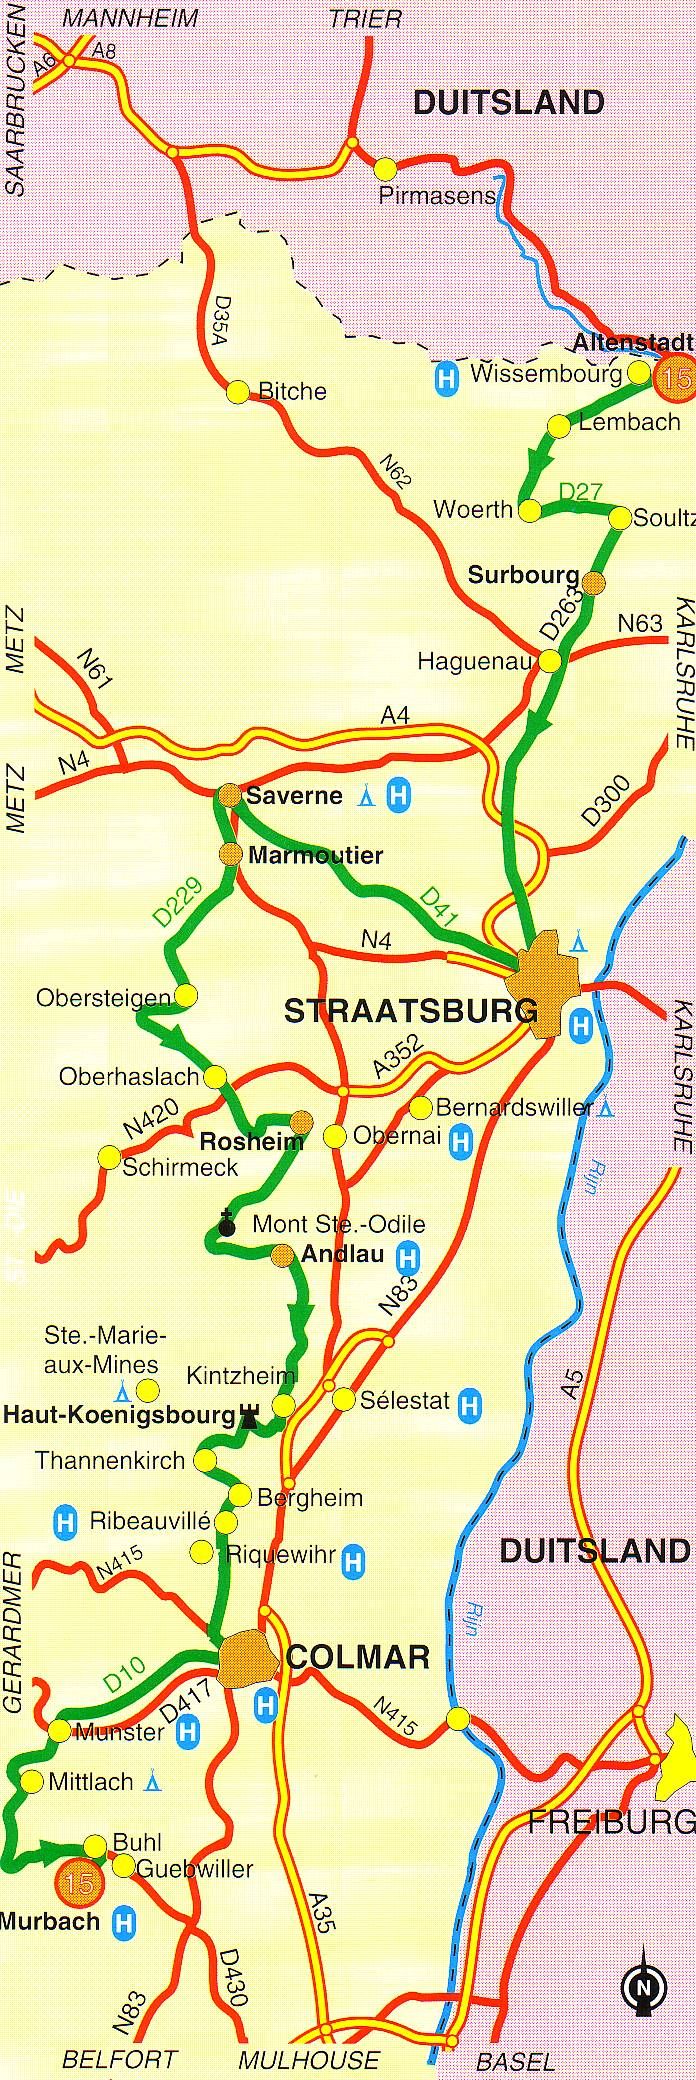 MANNHEIM
TRIER
SAARBRUCKEN
A6
A8
DUITSLAND
Pirmasens
D35A
Altenstadt
H
Wissembourg
15
Bitche
Lembach
N62
Woerth
D27
Soultz
Surbourg
D263
METZ
N63
KARLSRUHE
N61
Haguenau
A4
N4
METZ
Saverne
H
D300
Marmoutier
D229
D41
N4
Obersteigen
STRAATSBURG
H
KARLSRUHE
A352
Oberhaslach
N420
Bernardswiller
Rosheim
Obernai
H
Schirmeck
Rijn
Mont Ste.-Odile
Andlau
H
N83
Ste.-Marie-
aux-Mines
Kintzheim
A5
Haut-Koenigsbourg
Sélestat
H
Thannenkirch
Bergheim
H
Ribeauvillé
Riquewihr
H
DUITSLAND
N415
GERARDMER
Rijn
COLMAR
D10
D417
H
N415
Munster
H
Mittlach
FREIBURG
Buhl
Guebwiller
15
Murbach
H
A35
D430
N83
N
BELFORT
MULHOUSE
BASEL